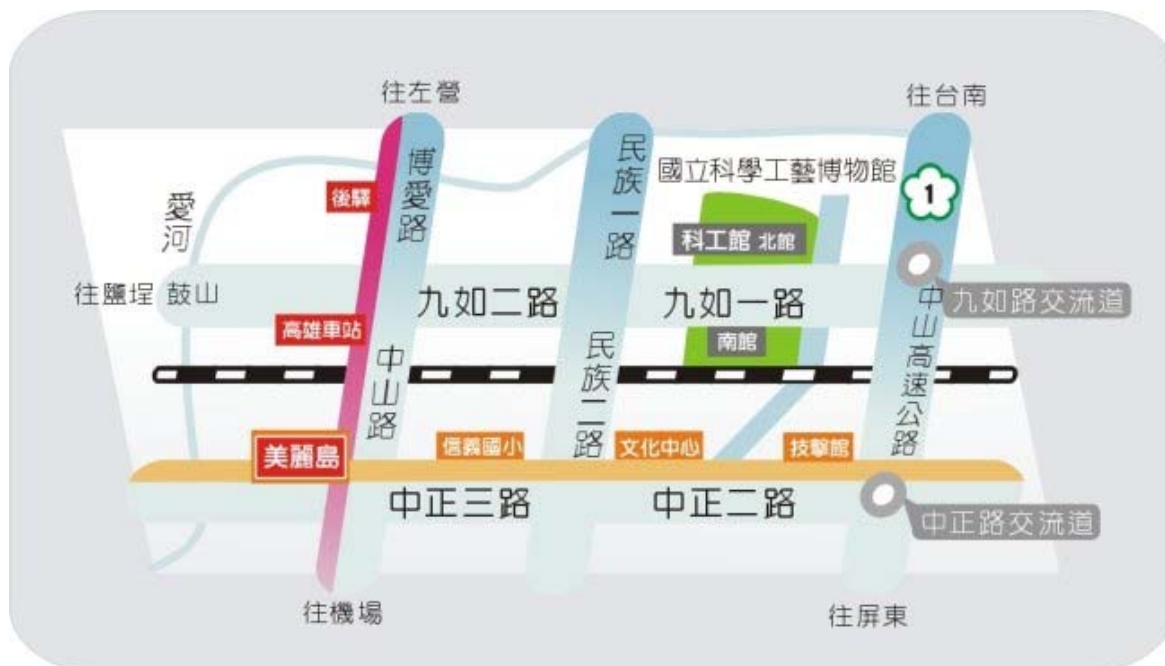 往左營
往台南
博愛路
民族一路
國立科學工藝博物館
1
後驛
愛河
科工館 北館
往鹽埕 鼓山
九如二路
九如一路
九如路交流道
高雄車站
南館
中山路
民族二路
中山高速公路
美麗島
信義國小
文化中心
技擊館
中正三路
中正二路
中正路交流道
往機場
往屏東